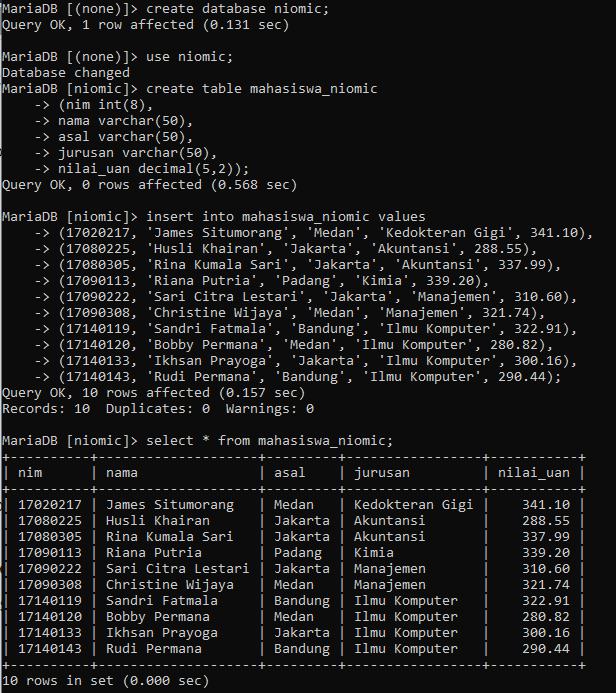 MariaDB [(none)]> create database niomic;
Query OK, 1 row affected (0.131 sec)
MariaDB [(none)]> use niomic;
Database changed
MariaDB [niomic]> create table mahasiswa_niomic
    -> (nim int(8),
    -> nama varchar(50),
    -> asal varchar(50),
    -> jurusan varchar(50),
    -> nilai_uan decimal(5,2));
Query OK, 0 rows affected (0.568 sec)
MariaDB [niomic]> insert into mahasiswa_niomic values
    -> (17020217, 'James Situmorang', 'Medan', 'Kedokteran Gigi', 341.10),
    -> (17080225, 'Husli Khairan', 'Jakarta', 'Akuntansi', 288.55),
    -> (17080305, 'Rina Kumala Sari', 'Jakarta', 'Akuntansi', 337.99),
    -> (17090113, 'Riana Putria', 'Padang', 'Kimia', 339.20),
    -> (17090222, 'Sari Citra Lestari', 'Jakarta', 'Manajemen', 310.60),
    -> (17090308, 'Christine Wijaya', 'Medan', 'Manajemen', 321.74),
    -> (17140119, 'Sandri Fatmala', 'Bandung', 'Ilmu Komputer', 322.91),
    -> (17140120, 'Bobby Permana', 'Medan', 'Ilmu Komputer', 280.82),
    -> (17140133, 'Ikhsan Prayoga', 'Jakarta', 'Ilmu Komputer', 300.16),
    -> (17140143, 'Rudi Permana', 'Bandung', 'Ilmu Komputer', 290.44);
Query OK, 10 rows affected (0.157 sec)
Records: 10  Duplicates: 0  Warnings: 0
MariaDB [niomic]> select * from mahasiswa_niomic;
+----------+--------------------+---------+-----------------+-----------+
| nim      | nama               | asal    | jurusan         | nilai_uan |
+----------+--------------------+---------+-----------------+-----------+
| 17020217 | James Situmorang   | Medan   | Kedokteran Gigi |    341.10 |
| 17080225 | Husli Khairan      | Jakarta | Akuntansi       |    288.55 |
| 17080305 | Rina Kumala Sari   | Jakarta | Akuntansi       |    337.99 |
| 17090113 | Riana Putria       | Padang  | Kimia           |    339.20 |
| 17090222 | Sari Citra Lestari | Jakarta | Manajemen       |    310.60 |
| 17090308 | Christine Wijaya   | Medan   | Manajemen       |    321.74 |
| 17140119 | Sandri Fatmala     | Bandung | Ilmu Komputer   |    322.91 |
| 17140120 | Bobby Permana      | Medan   | Ilmu Komputer   |    280.82 |
| 17140133 | Ikhsan Prayoga     | Jakarta | Ilmu Komputer   |    300.16 |
| 17140143 | Rudi Permana       | Bandung | Ilmu Komputer   |    290.44 |
+----------+--------------------+---------+-----------------+-----------+
10 rows in set (0.000 sec)